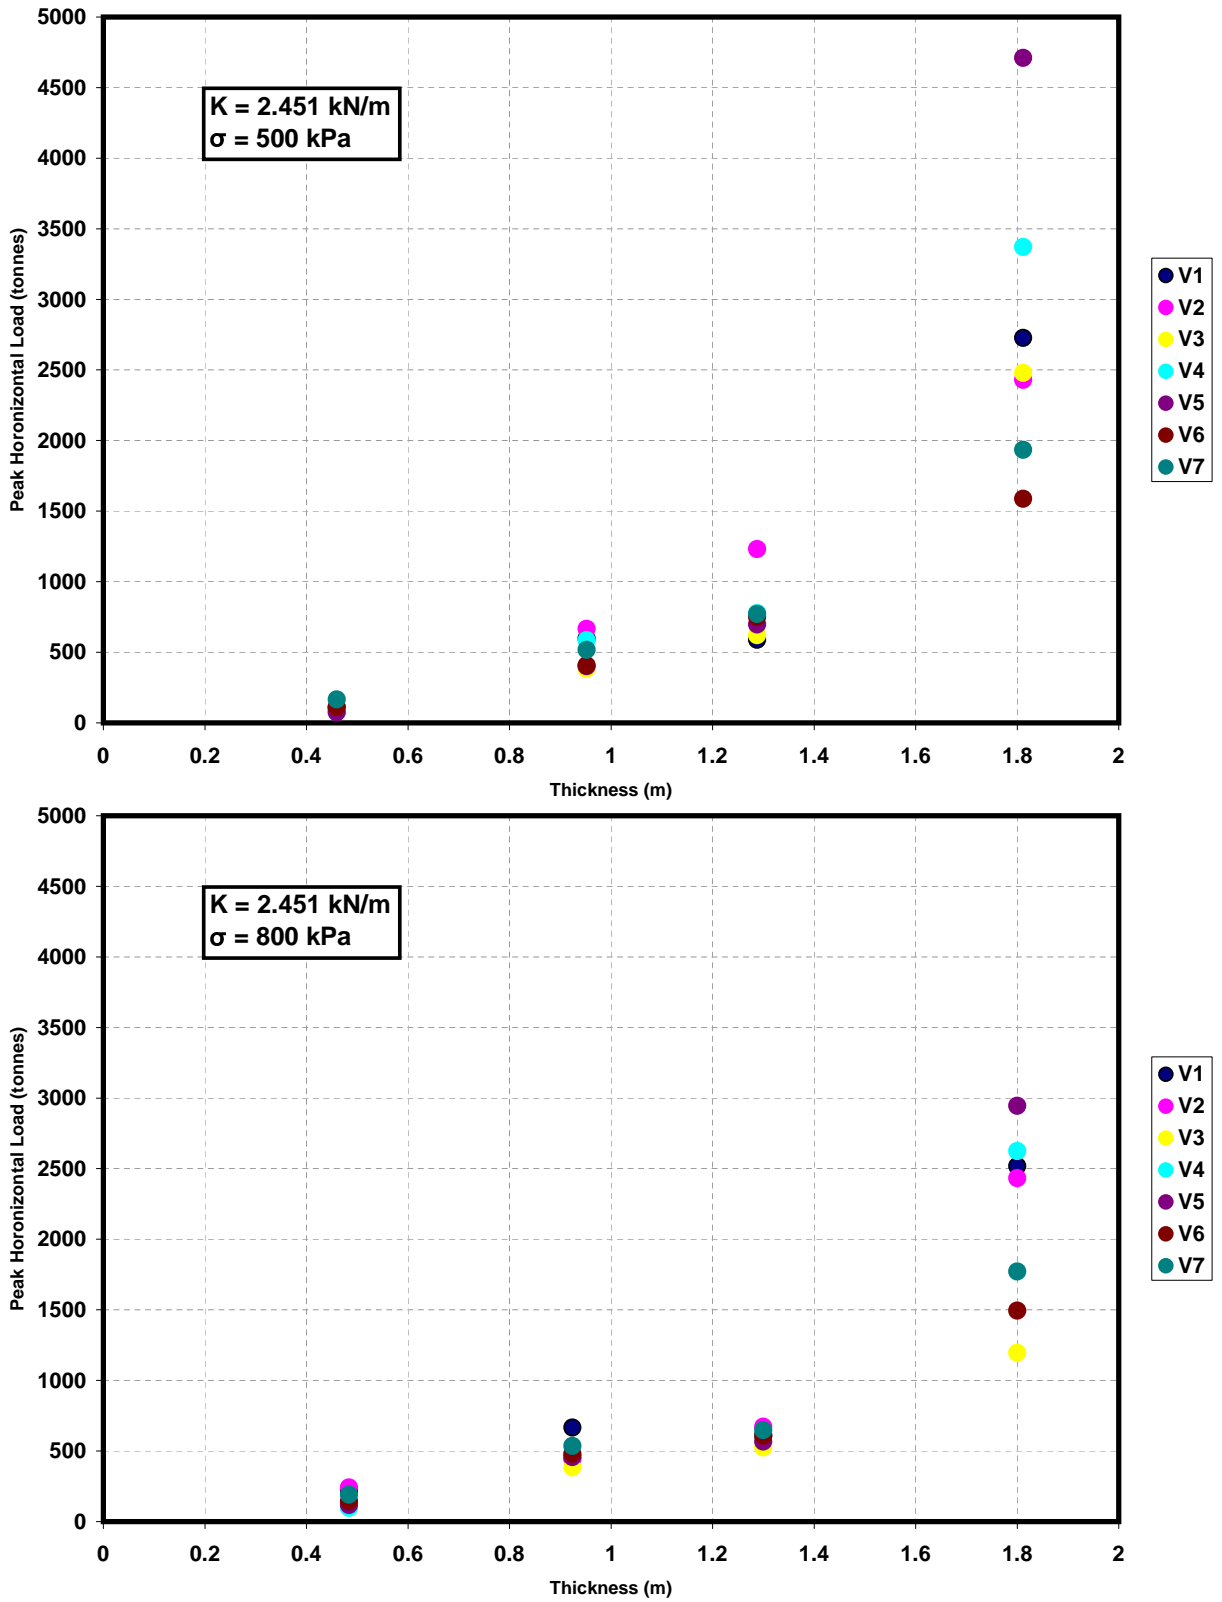 5000
4500
4000
3500
3000
2500
2000
1500
1000
500
0
Peak Horonizontal Load (tonnes)
K = 2.451 kN/m
σ = 500 kPa
0 0.2 0.4 0.6 0.8 1 1.2 1.4 1.6 1.8 2
Thickness (m)
V1
V2
V3
V4
V5
V6
V7
5000
4500
4000
3500
3000
2500
2000
1500
1000
500
0
Peak Horonizontal Load (tonnes)
K = 2.451 kN/m
σ = 800 kPa
0 0.2 0.4 0.6 0.8 1 1.2 1.4 1.6 1.8 2
Thickness (m)
V1
V2
V3
V4
V5
V6
V7